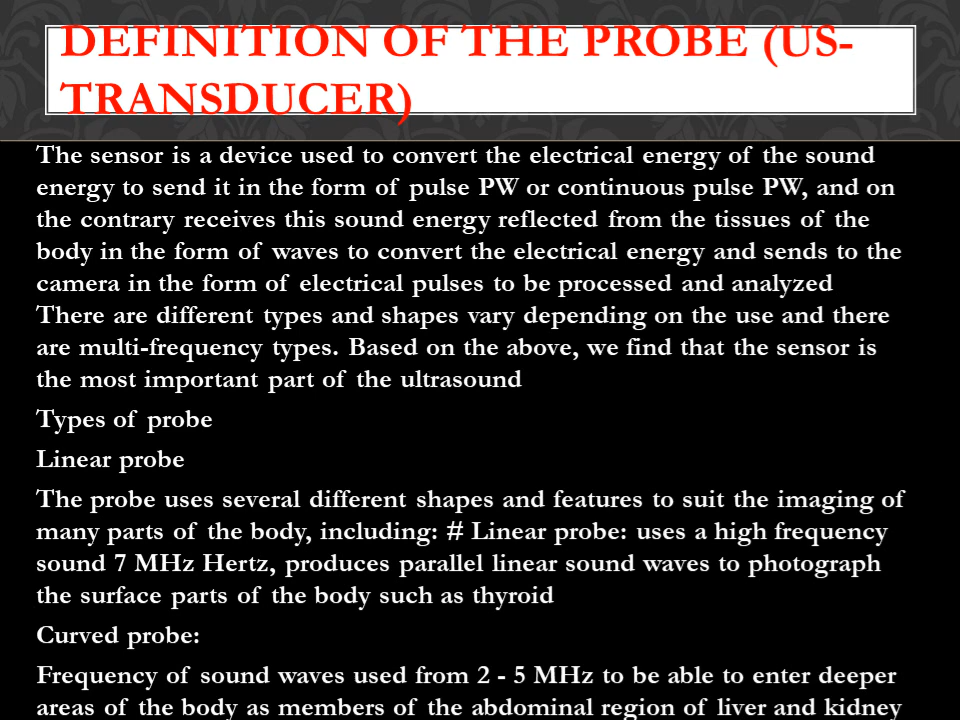 DEFINITION OF THE PROBE (US-
TRANSDUCER)
The sensor is a device used to convert the electrical energy of the sound
energy to send it in the form of pulse PW or continuous pulse PW, and on
the contrary receives this sound energy reflected from the tissues of the
body in the form of waves to convert the electrical energy and sends to the
camera in the form of electrical pulses to be processed and analyzed
There are different types and shapes vary depending on the use and there
are multi-frequency types. Based on the above, we find that the sensor is
the most important part of the ultrasound
Types of probe
Linear probe
The probe uses several different shapes and features to suit the imaging of
many parts of the body, including: # Linear probe: uses a high frequency
sound 7 MHz Hertz, produces parallel linear sound waves to photograph
the surface parts of the body such as thyroid
Curved probe:
Frequency of sound waves used from 2 - 5 MHz to be able to enter deeper
areas of the body as members of the abdominal region of liver and kidney